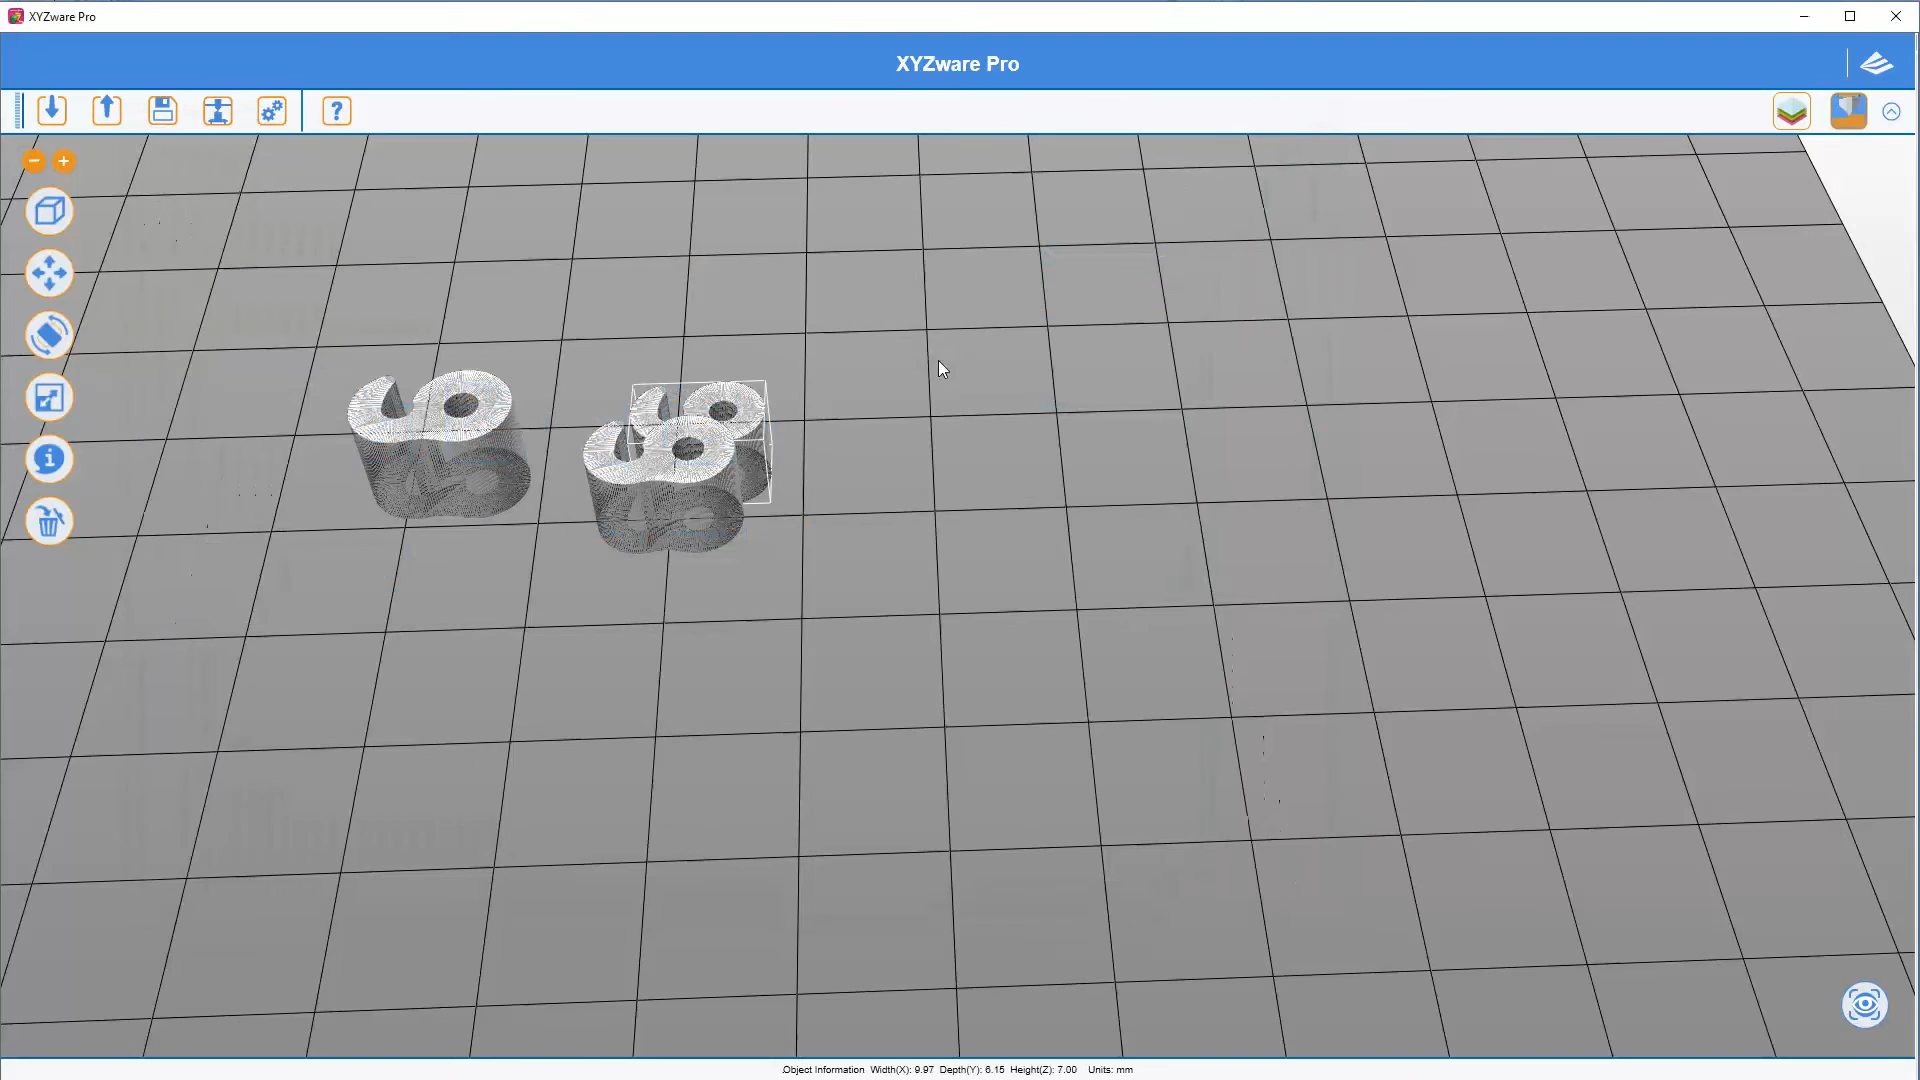 XYZware Pro
XYZware Pro
?
i
Object Information Width(X): 9.97 Depth(Y): 6.15 Height(Z): 7.00 Units: mm